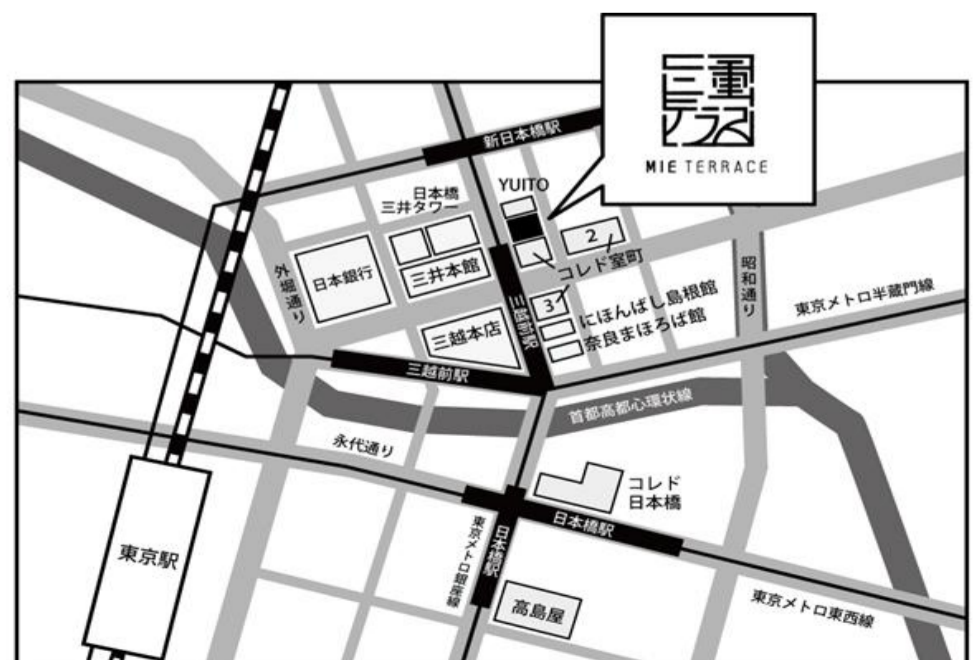 三重
テラス
MIE TERRACE
新日本橋駅
YUITO
日本橋
三井タワー
2
コレド室町
外堀通り
日本銀行
三井本館
昭和通り
3
三越前駅
にほんばし島根館
奈良まほろば館
東京メトロ半蔵門線
三越本店
三越前駅
首都高都心環状線
永代通り
コレド
日本橋
日本橋駅
日本橋駅
東京メトロ銀座線
東京駅
高島屋
東京メトロ東西線